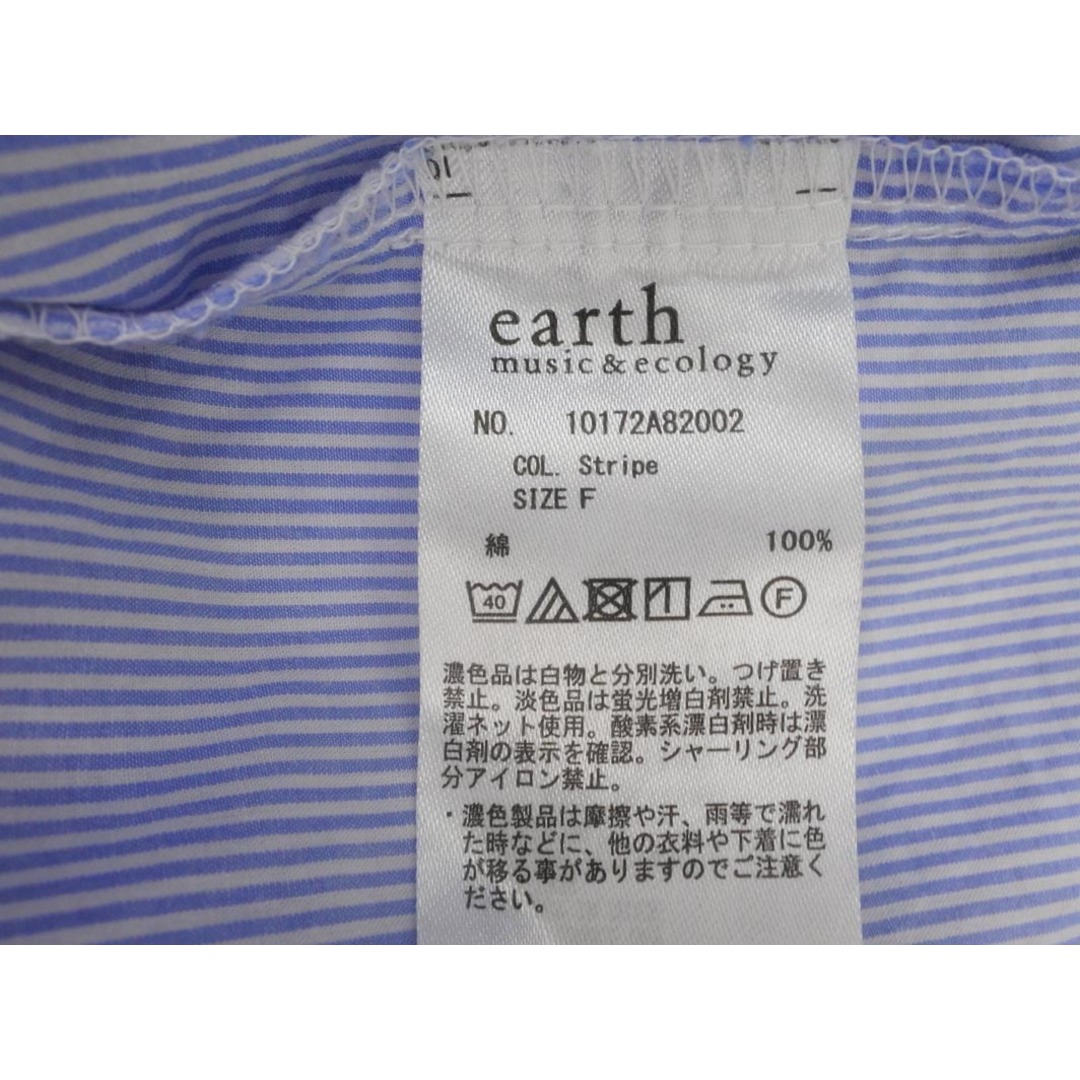 earth
music & ecology
NO. 10172A82002
COL. Stripe
SIZE F
綿 100%
40 F
濃色品は白物と分別洗い。つけ置き
禁止。淡色品は蛍光増白剤禁止。洗
濯ネット使用。酸素系漂白剤時は漂
白剤の表示を確認。シャーリング部
分アイロン禁止。
・濃色製品は摩擦や汗、雨等で濡れ
た時などに、他の衣料や下着に色
が移る事がありますのでご注意く
ださい。